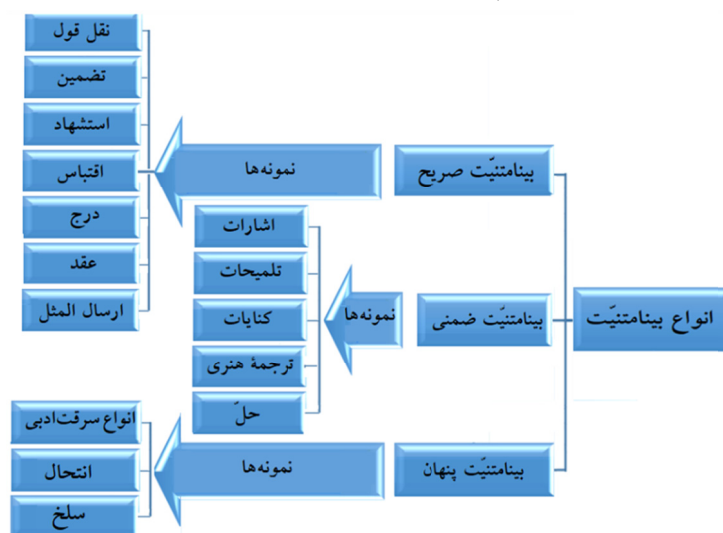 انواع بینامتنیّت
بینامتنیّت صریح
نمونه‌ها
نقل قول
تضمین
استشهاد
اقتباس
درج
عقد
ارسال المثل
بینامتنیّت ضمنی
نمونه‌ها
اشارات
تلمیحات
کنایات
ترجمهٔ هنری
حلّ
بینامتنیّت پنهان
نمونه‌ها
انواع سرقت‌ادبی
انتحال
سلخ